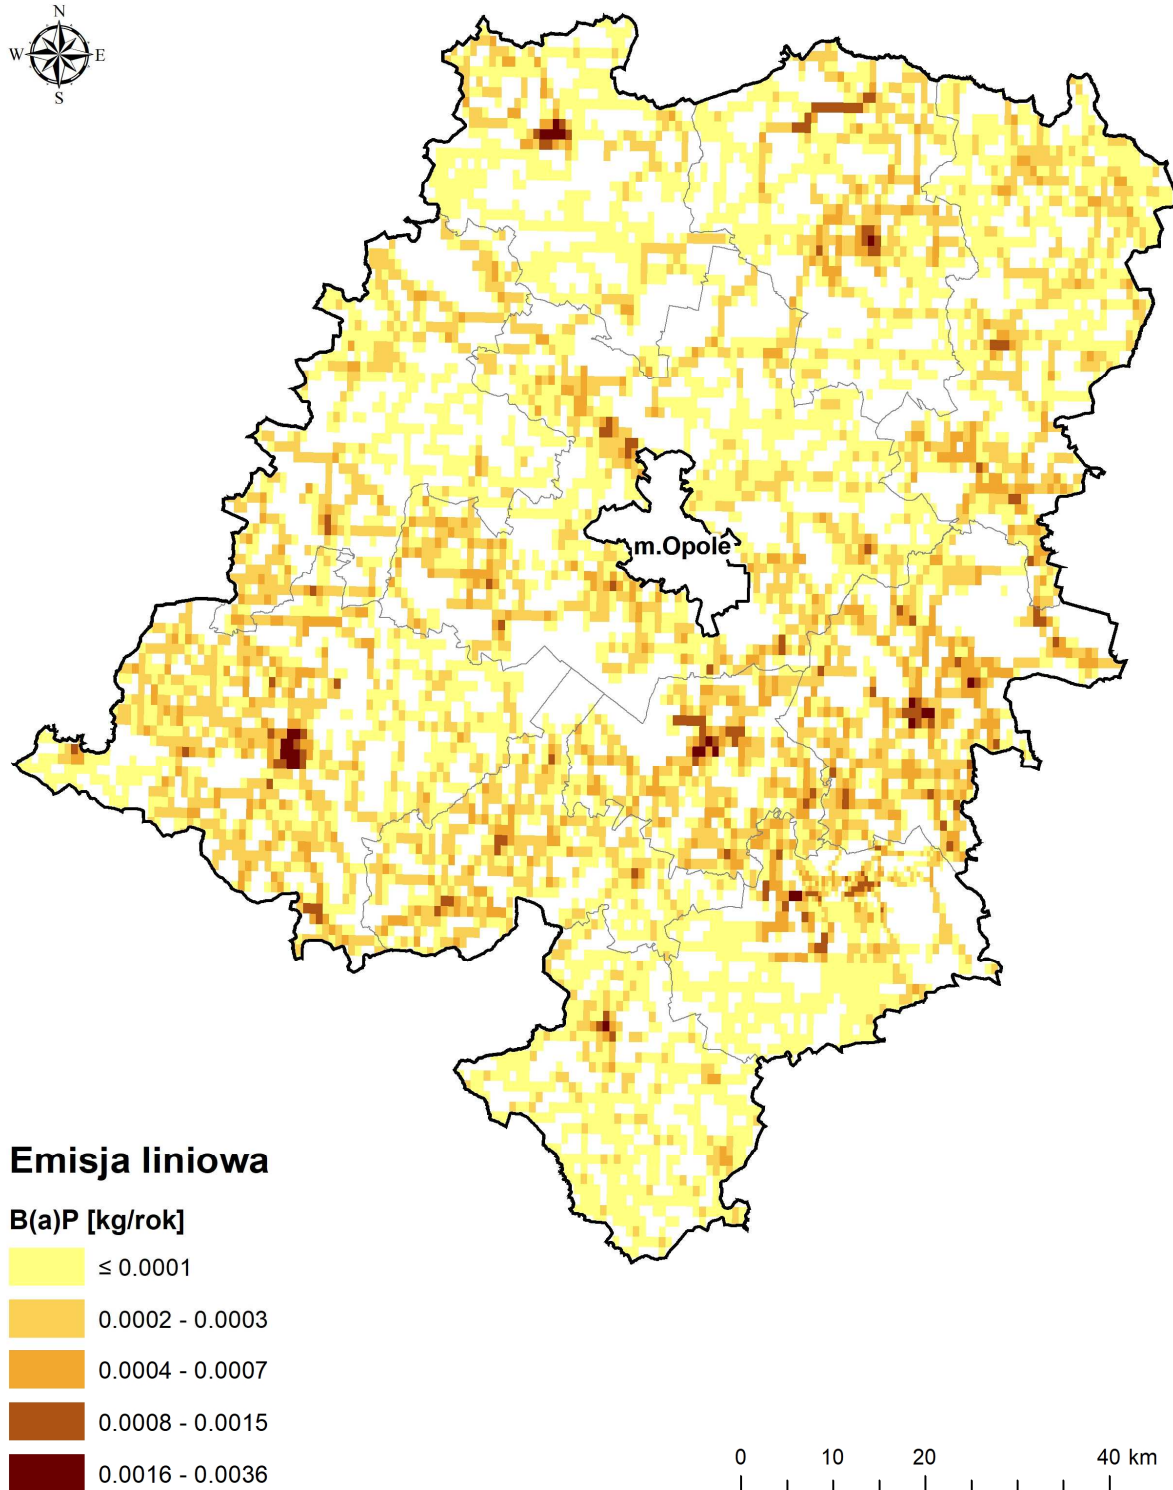 N
W E
S
m.Opole
Emisja liniowa
B(a)P [kg/rok]
≤ 0.0001
0.0002 - 0.0003
0.0004 - 0.0007
0.0008 - 0.0015
0.0016 - 0.0036
0 10 20 40 km